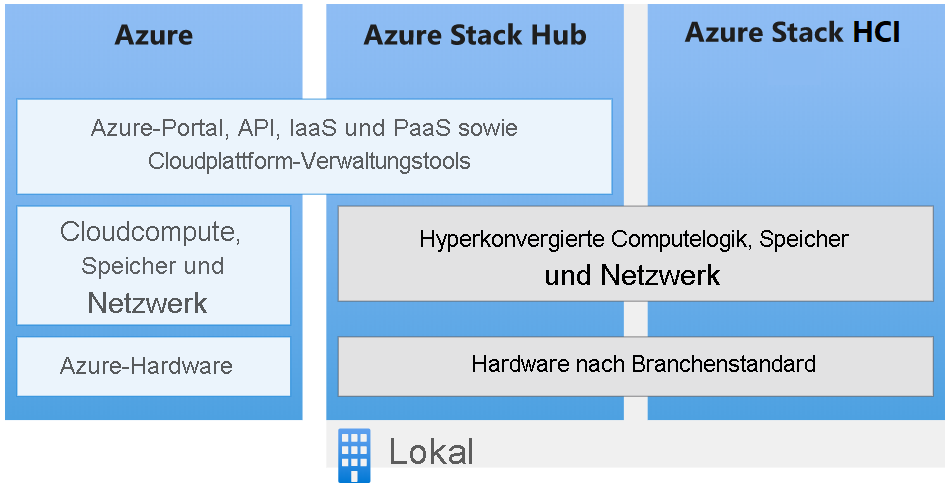 Azure
Azure Stack Hub
Azure Stack HCI
Azure-Portal, API, IaaS und PaaS sowie
Cloudplattform-Verwaltungstools
Cloudcompute,
Speicher und
Netzwerk
Hyperkonvergierte Computelogik, Speicher
und Netzwerk
Azure-Hardware
Hardware nach Branchenstandard
Lokal